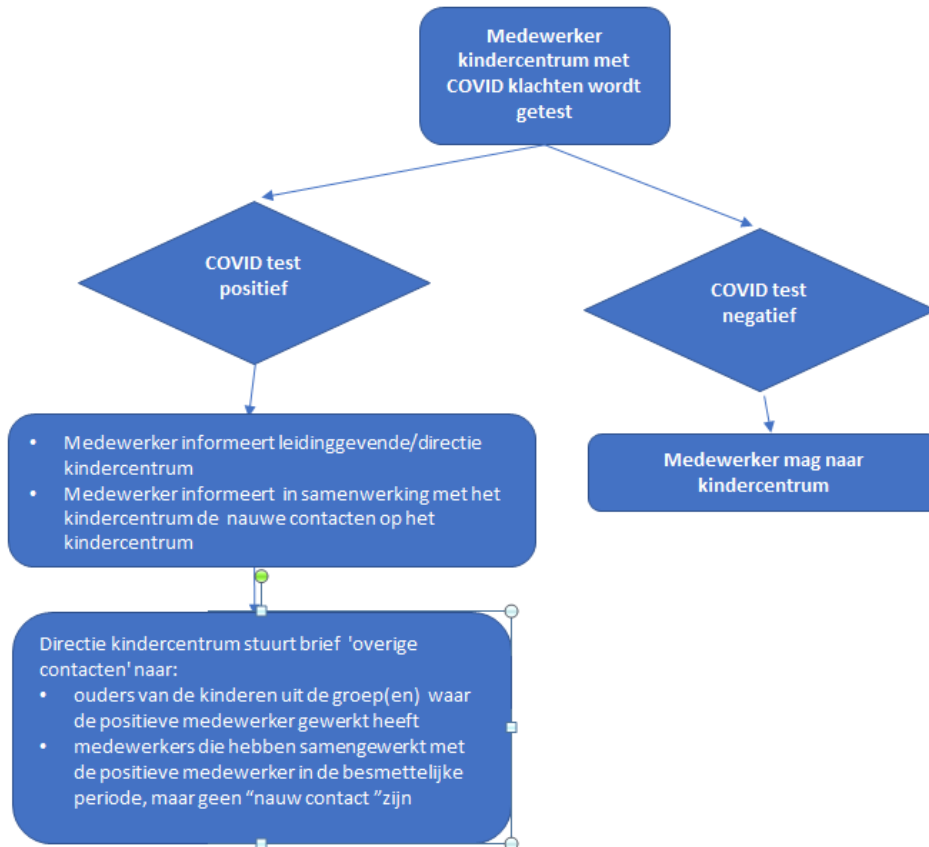 Medewerker
kindercentrum met
COVID klachten wordt
getest
COVID test
positief
COVID test
negatief
• Medewerker informeert leidinggevende/directie
kindercentrum
• Medewerker informeert in samenwerking met het
kindercentrum de nauwe contacten op het
kindercentrum
Medewerker mag naar
kindercentrum
Directie kindercentrum stuurt brief 'overige
contacten' naar:
• ouders van de kinderen uit de groep(en) waar
de positieve medewerker gewerkt heeft
• medewerkers die hebben samengewerkt met
de positieve medewerker in de besmettelijke
periode, maar geen “nauw contact ”zijn